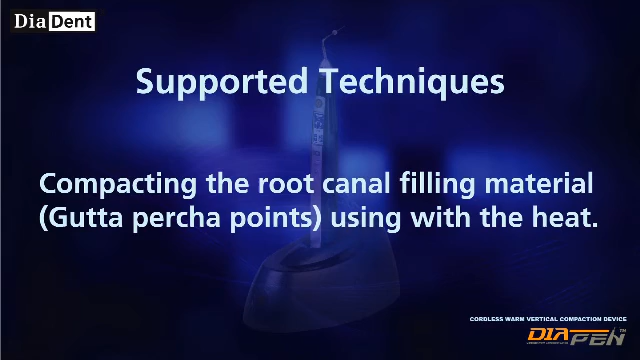 DiaDent
Supported Techniques
Compacting the root canal filling material
(Gutta percha points) using with the heat.
CORDLESS WARM VERTICAL COMPACTION DEVICE
DIAPEN™